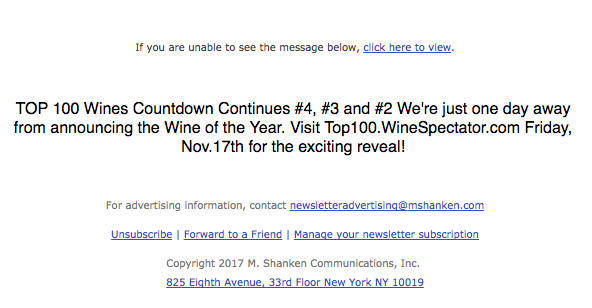 If you are unable to see the message below, click here to view.
TOP 100 Wines Countdown Continues #4, #3 and #2 We're just one day away
from announcing the Wine of the Year. Visit Top100.WineSpectator.com Friday,
Nov.17th for the exciting reveal!
For advertising information, contact newsletteradvertising@mshanken.com
Unsubscribe | Forward to a Friend | Manage your newsletter subscription
Copyright 2017 M. Shanken Communications, Inc.
825 Eighth Avenue, 33rd Floor New York NY 10019